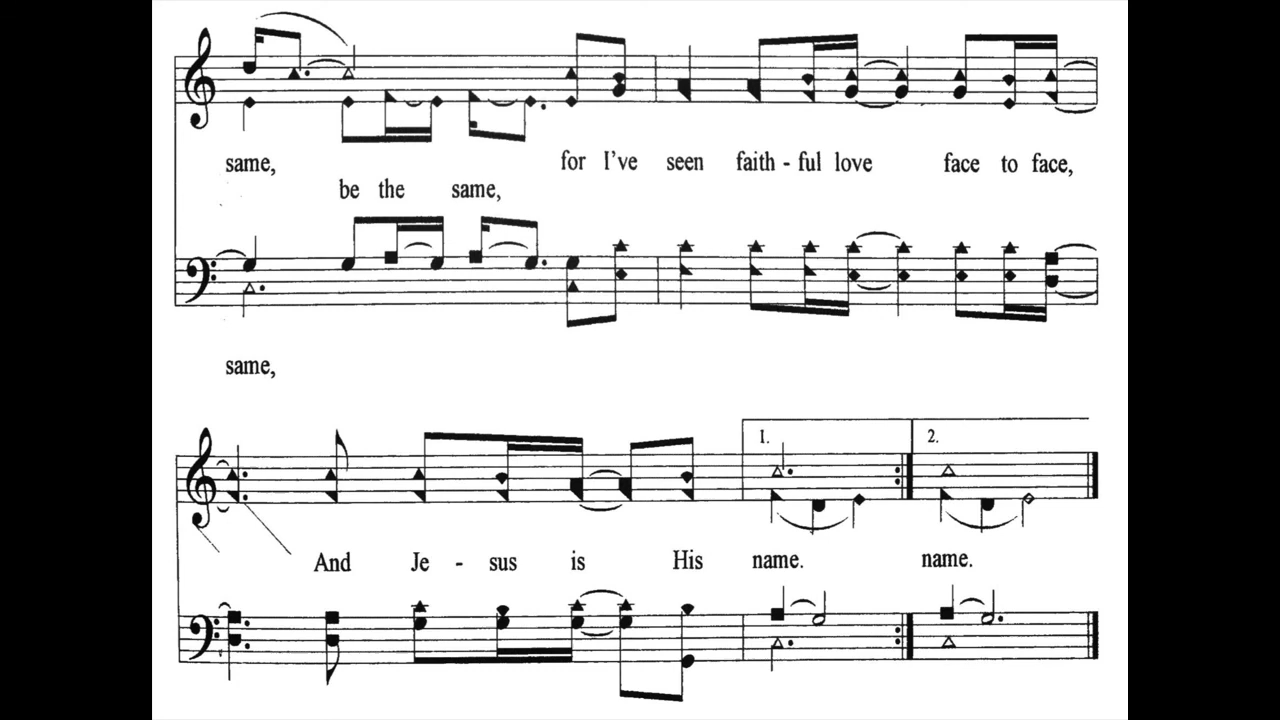 same, for I've seen faith - ful love face to face,
be the same,
same,
1. 2.
And Je - sus is His name. name.